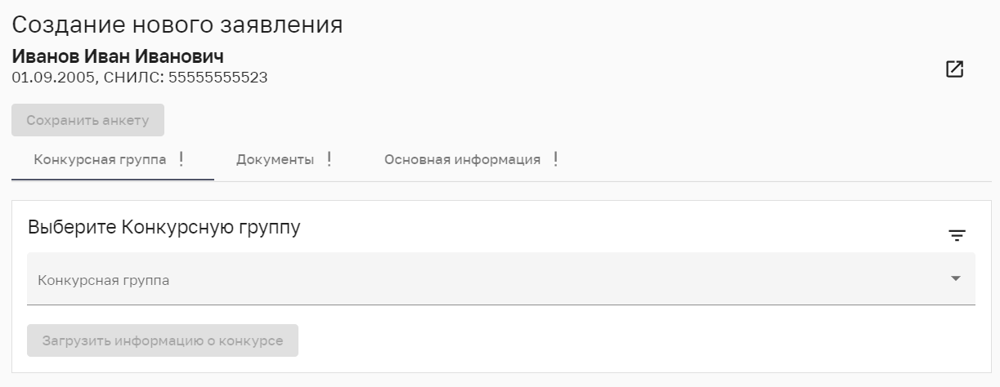 Создание нового заявления
Иванов Иван Иванович
01.09.2005, СНИЛС: 55555555523
Сохранить анкету
Конкурсная группа ! Документы ! Основная информация !
Выберите Конкурсную группу
Конкурсная группа
Загрузить информацию о конкурсе